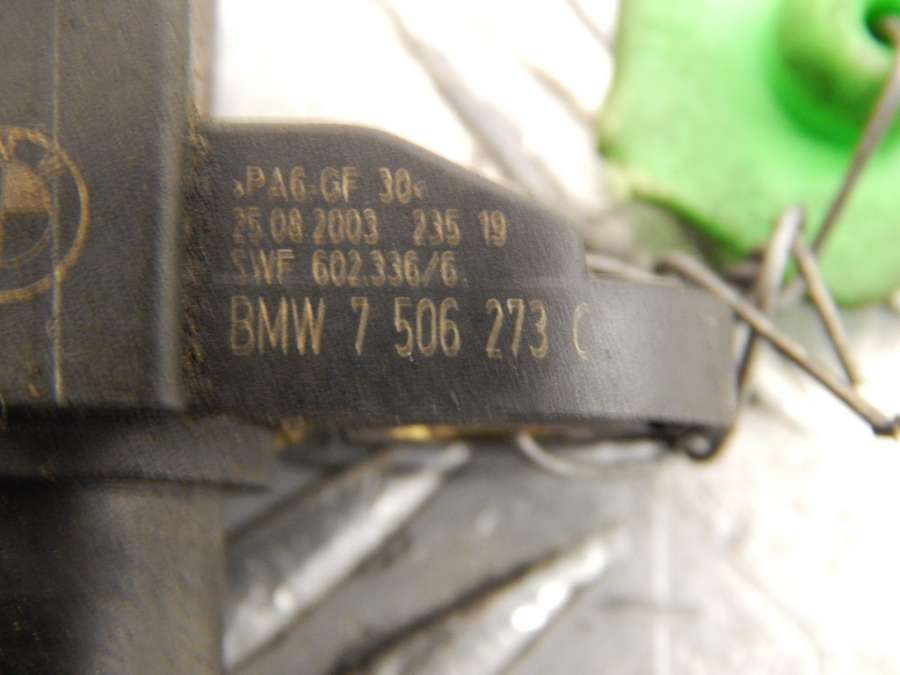 >PA6-GF 30<
25.08.2003 235 19
SWF 602.336/6
BMW 7 506 273 C